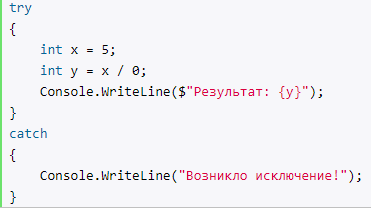 try
{
    int x = 5;
    int y = x / 0;
    Console.WriteLine($"Результат: {y}");
}
catch
{
    Console.WriteLine("Возникло исключение!");
}